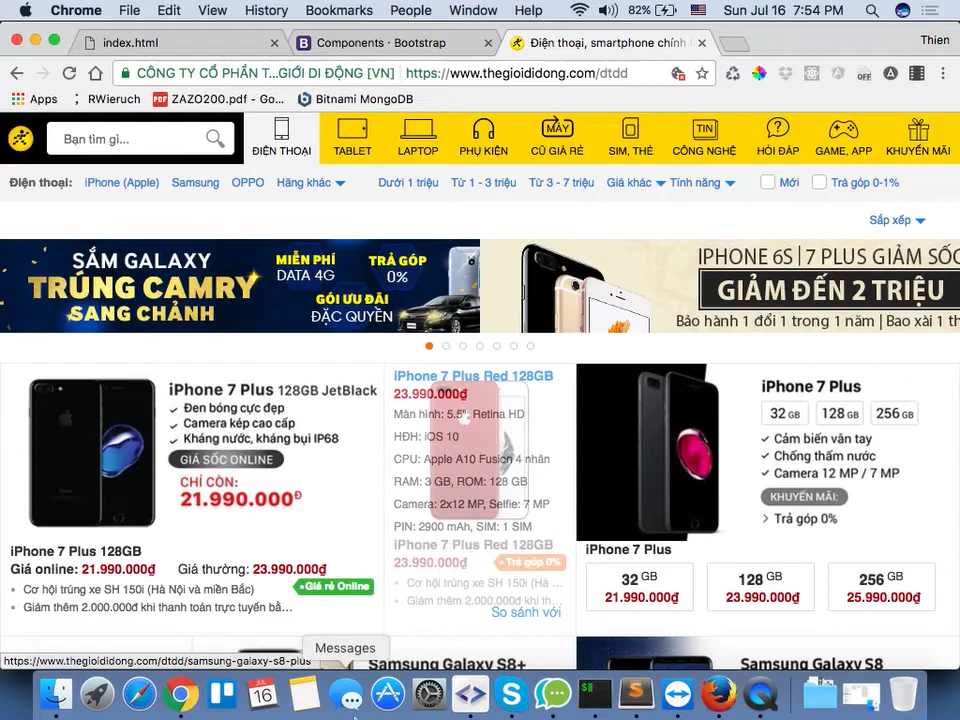 Chrome File Edit View History Bookmarks People Window Help 82% Sun Jul 16 7:54 PM
index.html Components · Bootstrap Điện thoại, smartphone chính Thien
CÔNG TY CỔ PHẦN T...GIỚI DI ĐỘNG [VN] https://www.thegioididong.com/dtdd OFF
Apps RWieruch ZAZO200.pdf - Go... Bitnami MongoDB
Bạn tìm gì...
ĐIỆN THOẠI TABLET LAPTOP PHỤ KIỆN MÁY CŨ GIÁ RẺ SIM, THẺ TIN CÔNG NGHỆ HỎI ĐÁP GAME, APP KHUYẾN MÃI
Điện thoại: iPhone (Apple) Samsung OPPO Hãng khác Dưới 1 triệu Từ 1 - 3 triệu Từ 3 - 7 triệu Giá khác Tính năng Mới Trả góp 0-1%
Sắp xếp
SẮM GALAXY
TRÚNG CAMRY
SANG CHẢNH
MIỄN PHÍ
DATA 4G
TRẢ GÓP
0%
GÓI ƯU ĐÃI
ĐẶC QUYỀN
IPHONE 6S | 7 PLUS GIẢM SỐC
GIẢM ĐẾN 2 TRIỆU
Bảo hành 1 đổi 1 trong 1 năm | Bao xài 1 th
iPhone 7 Plus 128GB JetBlack
Đen bóng cực đẹp
Camera kép cao cấp
Kháng nước, kháng bụi IP68
GIÁ SỐC ONLINE
CHỈ CÒN:
21.990.000Đ
iPhone 7 Plus 128GB
Giá online: 21.990.000₫ Giá thường: 23.990.000₫
Cơ hội trúng xe SH 150i (Hà Nội và miền Bắc)
Giá rẻ Online
Giảm thêm 2.000.000đ khi thanh toán trực tuyến bằ...
iPhone 7 Plus Red 128GB
23.990.000₫
Màn hình: 5.5", Retina HD
HĐH: iOS 10
CPU: Apple A10 Fusion 4 nhân
RAM: 3 GB, ROM: 128 GB
Camera: 2x12 MP, Selfie: 7 MP
PIN: 2900 mAh, SIM: 1 SIM
iPhone 7 Plus Red 128GB
23.990.000₫ Trả góp 0%
Cơ hội trúng xe SH 150i (Hà ...
Giảm thêm 2.000.000đ khi th...
So sánh với
iPhone 7 Plus
32 GB 128 GB 256 GB
Cảm biến vân tay
Chống thấm nước
Camera 12 MP / 7 MP
KHUYẾN MÃI:
Trả góp 0%
iPhone 7 Plus
32 GB 128 GB 256 GB
21.990.000₫ 23.990.000₫ 25.990.000₫
Messages
https://www.thegioididong.com/dtdd/samsung-galaxy-s8-plus
Samsung Galaxy S8+ Samsung Galaxy S8
JUL
16